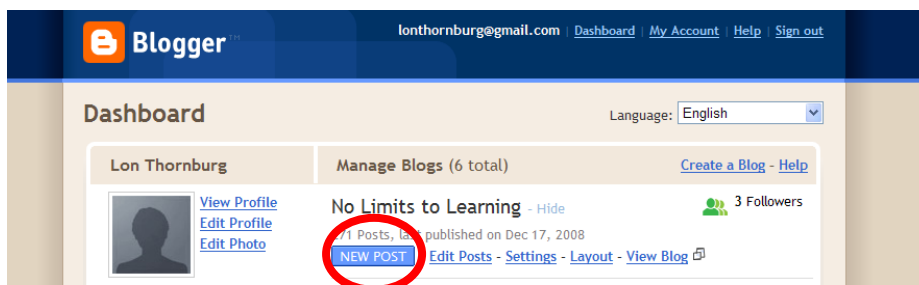 Blogger™ lonthornburg@gmail.com | Dashboard | My Account | Help | Sign out
Dashboard Language: English
Lon Thornburg Manage Blogs (6 total) Create a Blog - Help
View Profile No Limits to Learning - Hide 3 Followers
Edit Profile
71 Posts, last published on Dec 17, 2008
Edit Photo NEW POST Edit Posts - Settings - Layout - View Blog